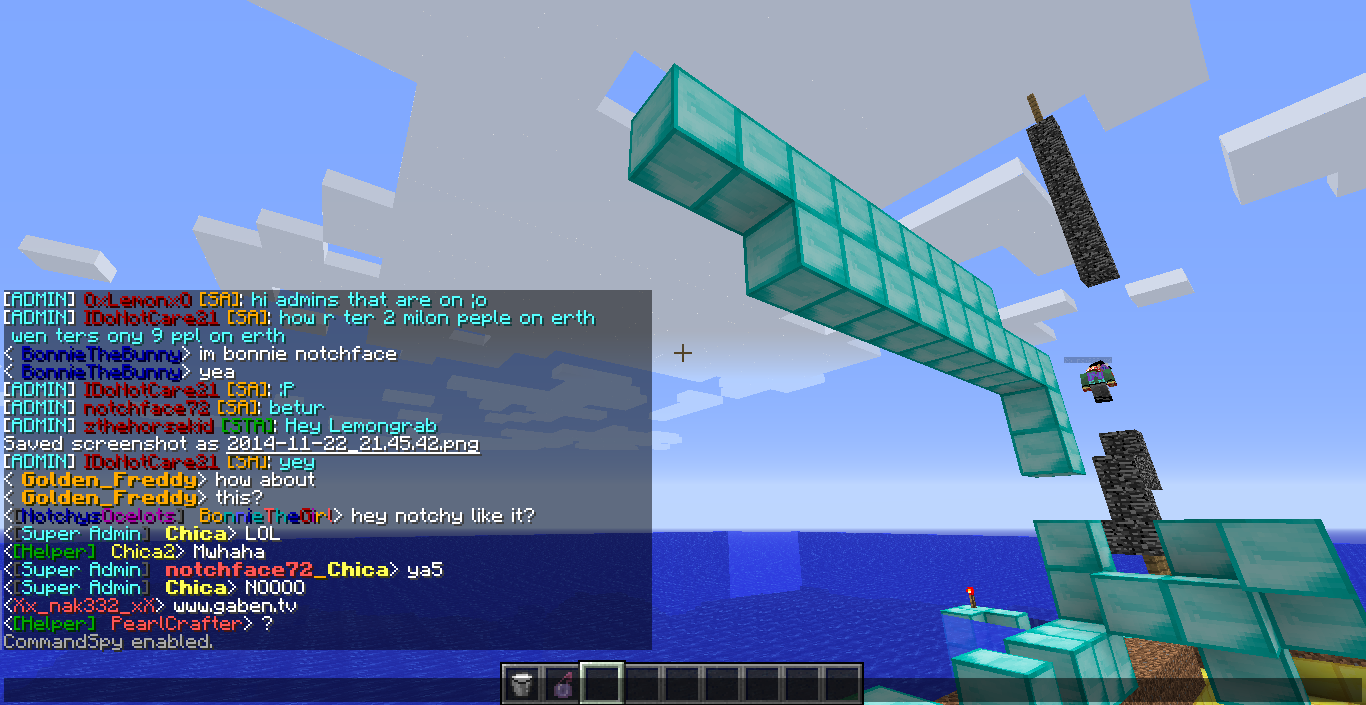 [ADMIN] OxLemonxO [SA]: hi admins that are on ;o
[ADMIN] IDoNotCare21 [SA]: how r ter 2 milon peple on erth
wen ters ony 9 ppl on erth
< BonnieTheBunny> im bonnie notchface
< BonnieTheBunny> yea
[ADMIN] IDoNotCare21 [SA]: ;P
[ADMIN] notchface72 [SA]: betur
[ADMIN] zthehorsekid [STA]: Hey Lemongrab
Saved screenshot as 2014-11-22_21.45.42.png
[ADMIN] IDoNotCare21 [SA]: yey
< Golden_Freddy> how about
< Golden_Freddy> this?
<[NotchysOcelots] BonnieTheGirl> hey notchy like it?
<[Super Admin] Chica> LOL
<[Helper] Chica2> Mwhaha
<[Super Admin] notchface72_Chica> ya5
<[Super Admin] Chica> NOOOO
<Xx_nak332_xX> www.gaben.tv
<[Helper] PearlCrafter> ?
CommandSpy enabled.